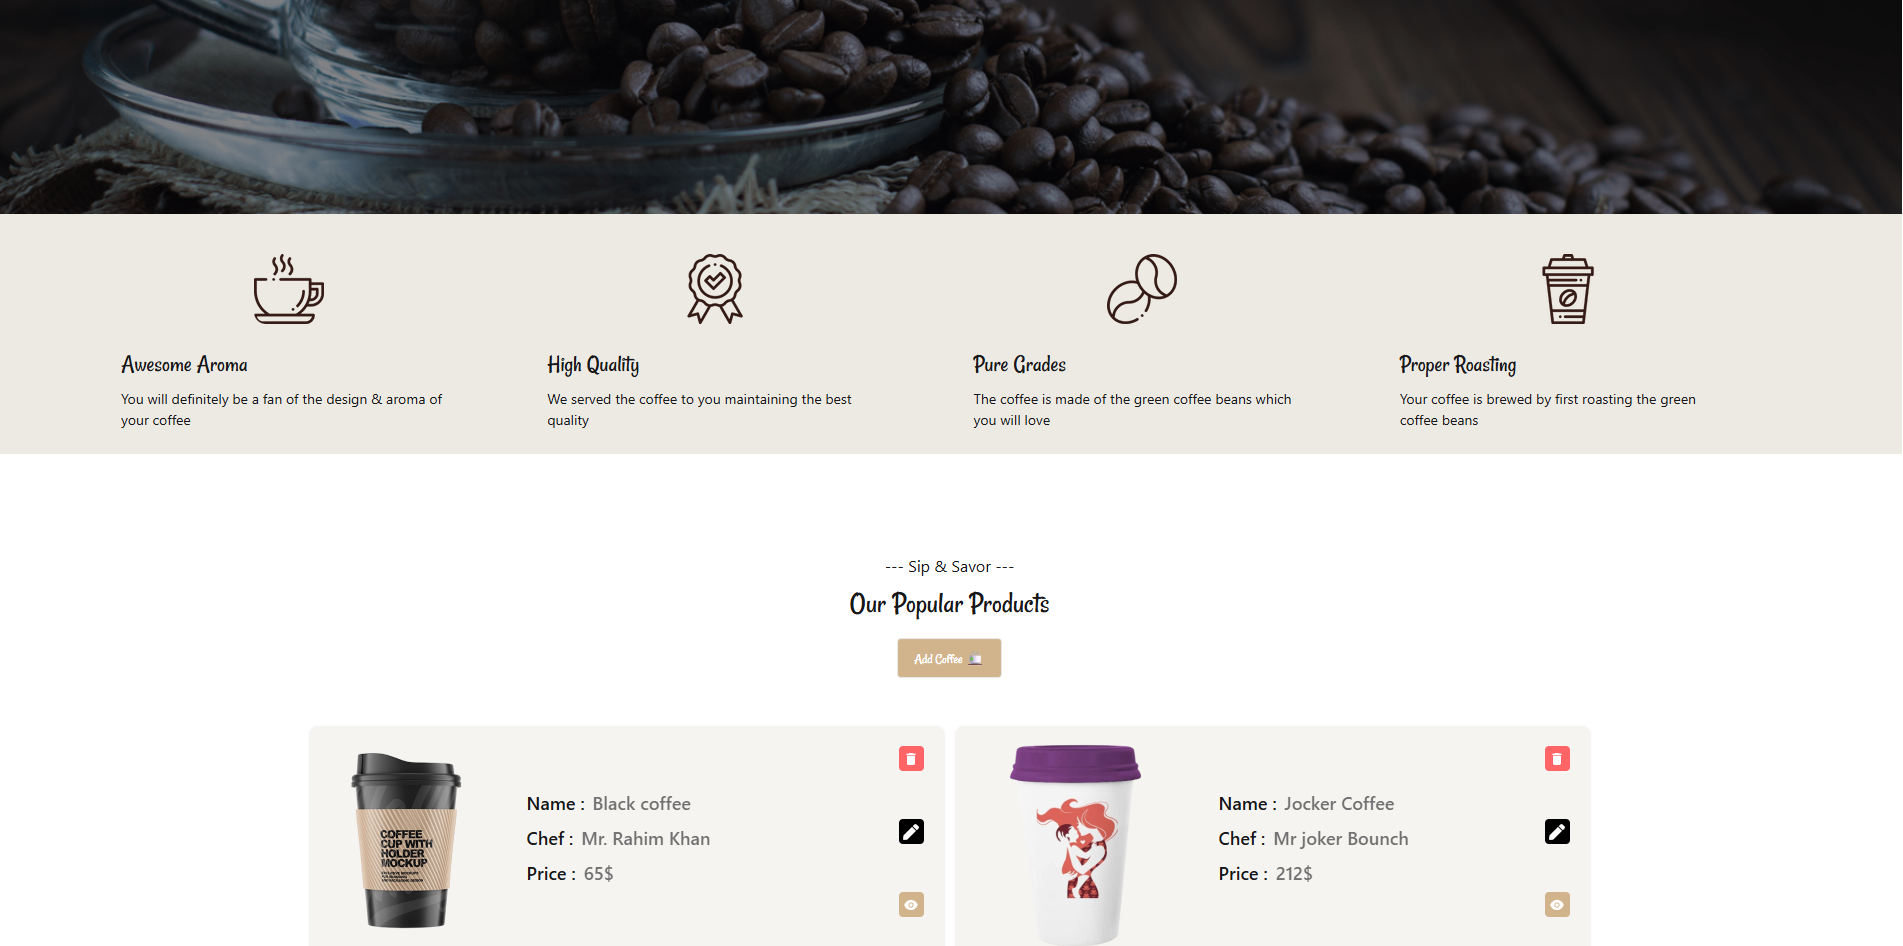 Awesome Aroma
You will definitely be a fan of the design & aroma of
your coffee
High Quality
We served the coffee to you maintaining the best
quality
Pure Grades
The coffee is made of the green coffee beans which
you will love
Proper Roasting
Your coffee is brewed by first roasting the green
coffee beans
--- Sip & Savor ---
Our Popular Products
Add Coffee
COFFEE
CUP WITH
HOLDER
MOCKUP
Name : Black coffee
Chef : Mr. Rahim Khan
Price : 65$
Name : Jocker Coffee
Chef : Mr joker Bounch
Price : 212$